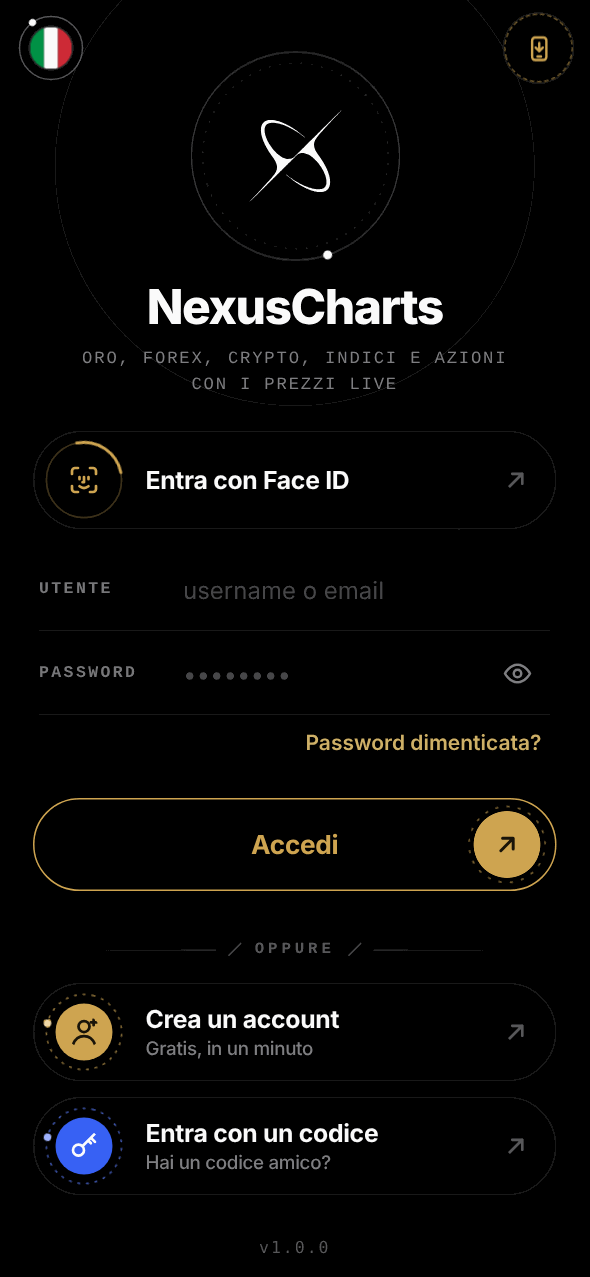 NexusCharts
ORO, FOREX, CRYPTO, INDICI E AZIONI
CON I PREZZI LIVE
Entra con Face ID
UTENTE
username o email
PASSWORD
Password dimenticata?
Accedi
OPPURE
Crea un account
Gratis, in un minuto
Entra con un codice
Hai un codice amico?
v1.0.0